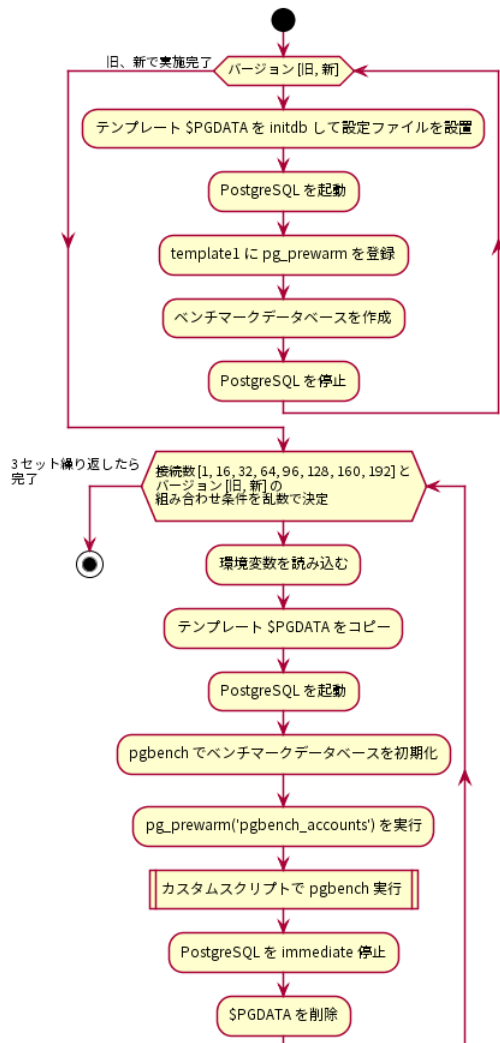 旧、新で実施完了
バージョン [旧, 新]
テンプレート $PGDATA を initdb して設定ファイルを設置
PostgreSQL を起動
template1 に pg_prewarm を登録
ベンチマークデータベースを作成
PostgreSQL を停止
3 セット繰り返したら
完了
接続数 [1, 16, 32, 64, 96, 128, 160, 192] と
バージョン [旧, 新] の
組み合わせ条件を乱数で決定
環境変数を読み込む
テンプレート $PGDATA をコピー
PostgreSQL を起動
pgbench でベンチマークデータベースを初期化
pg_prewarm('pgbench_accounts') を実行
カスタムスクリプトで pgbench 実行
PostgreSQL を immediate 停止
$PGDATA を削除